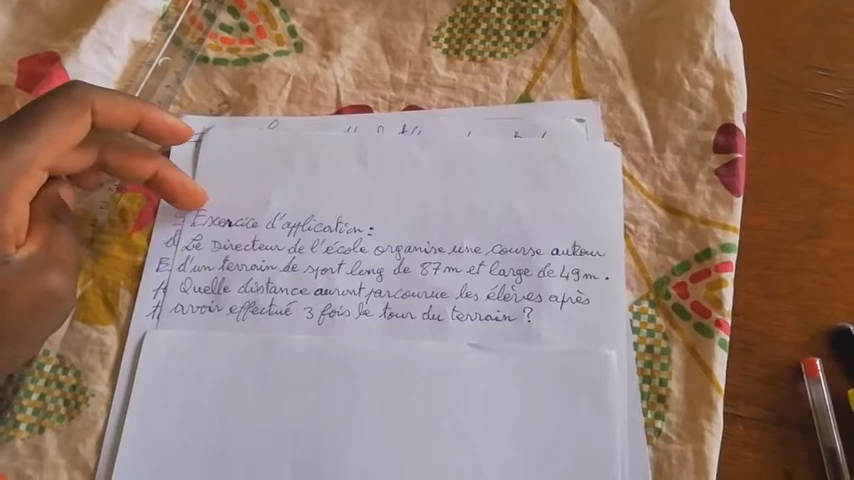 Exercice d'application :
Le Directeur de l'école organise une course autour
d'un terrain de sport long de 87m et large de 49m.
Quelle distance auront parcourue les élèves après
avoir effectué 3 fois le tour du terrain ?